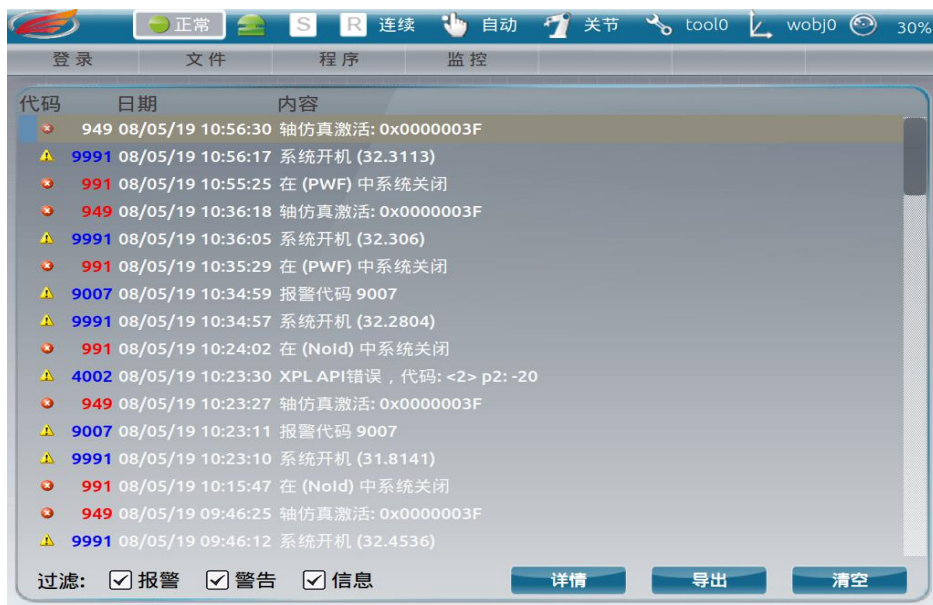 正常 S R 连续 自动 关节 tool0 wobj0 30%
登录 文件 程序 监控
代码 日期 内容
949 08/05/19 10:56:30 轴仿真激活: 0x0000003F
9991 08/05/19 10:56:17 系统开机 (32.3113)
991 08/05/19 10:55:25 在 (PWF) 中系统关闭
949 08/05/19 10:36:18 轴仿真激活: 0x0000003F
9991 08/05/19 10:36:05 系统开机 (32.306)
991 08/05/19 10:35:29 在 (PWF) 中系统关闭
9007 08/05/19 10:34:59 报警代码 9007
9991 08/05/19 10:34:57 系统开机 (32.2804)
991 08/05/19 10:24:02 在 (Nold) 中系统关闭
4002 08/05/19 10:23:30 XPL API错误，代码: <2> p2: -20
949 08/05/19 10:23:27 轴仿真激活: 0x0000003F
9007 08/05/19 10:23:11 报警代码 9007
9991 08/05/19 10:23:10 系统开机 (31.8141)
991 08/05/19 10:15:47 在 (Nold) 中系统关闭
949 08/05/19 09:46:25 轴仿真激活: 0x0000003F
9991 08/05/19 09:46:12 系统开机 (32.4536)
过滤: 报警 警告 信息 详情 导出 清空